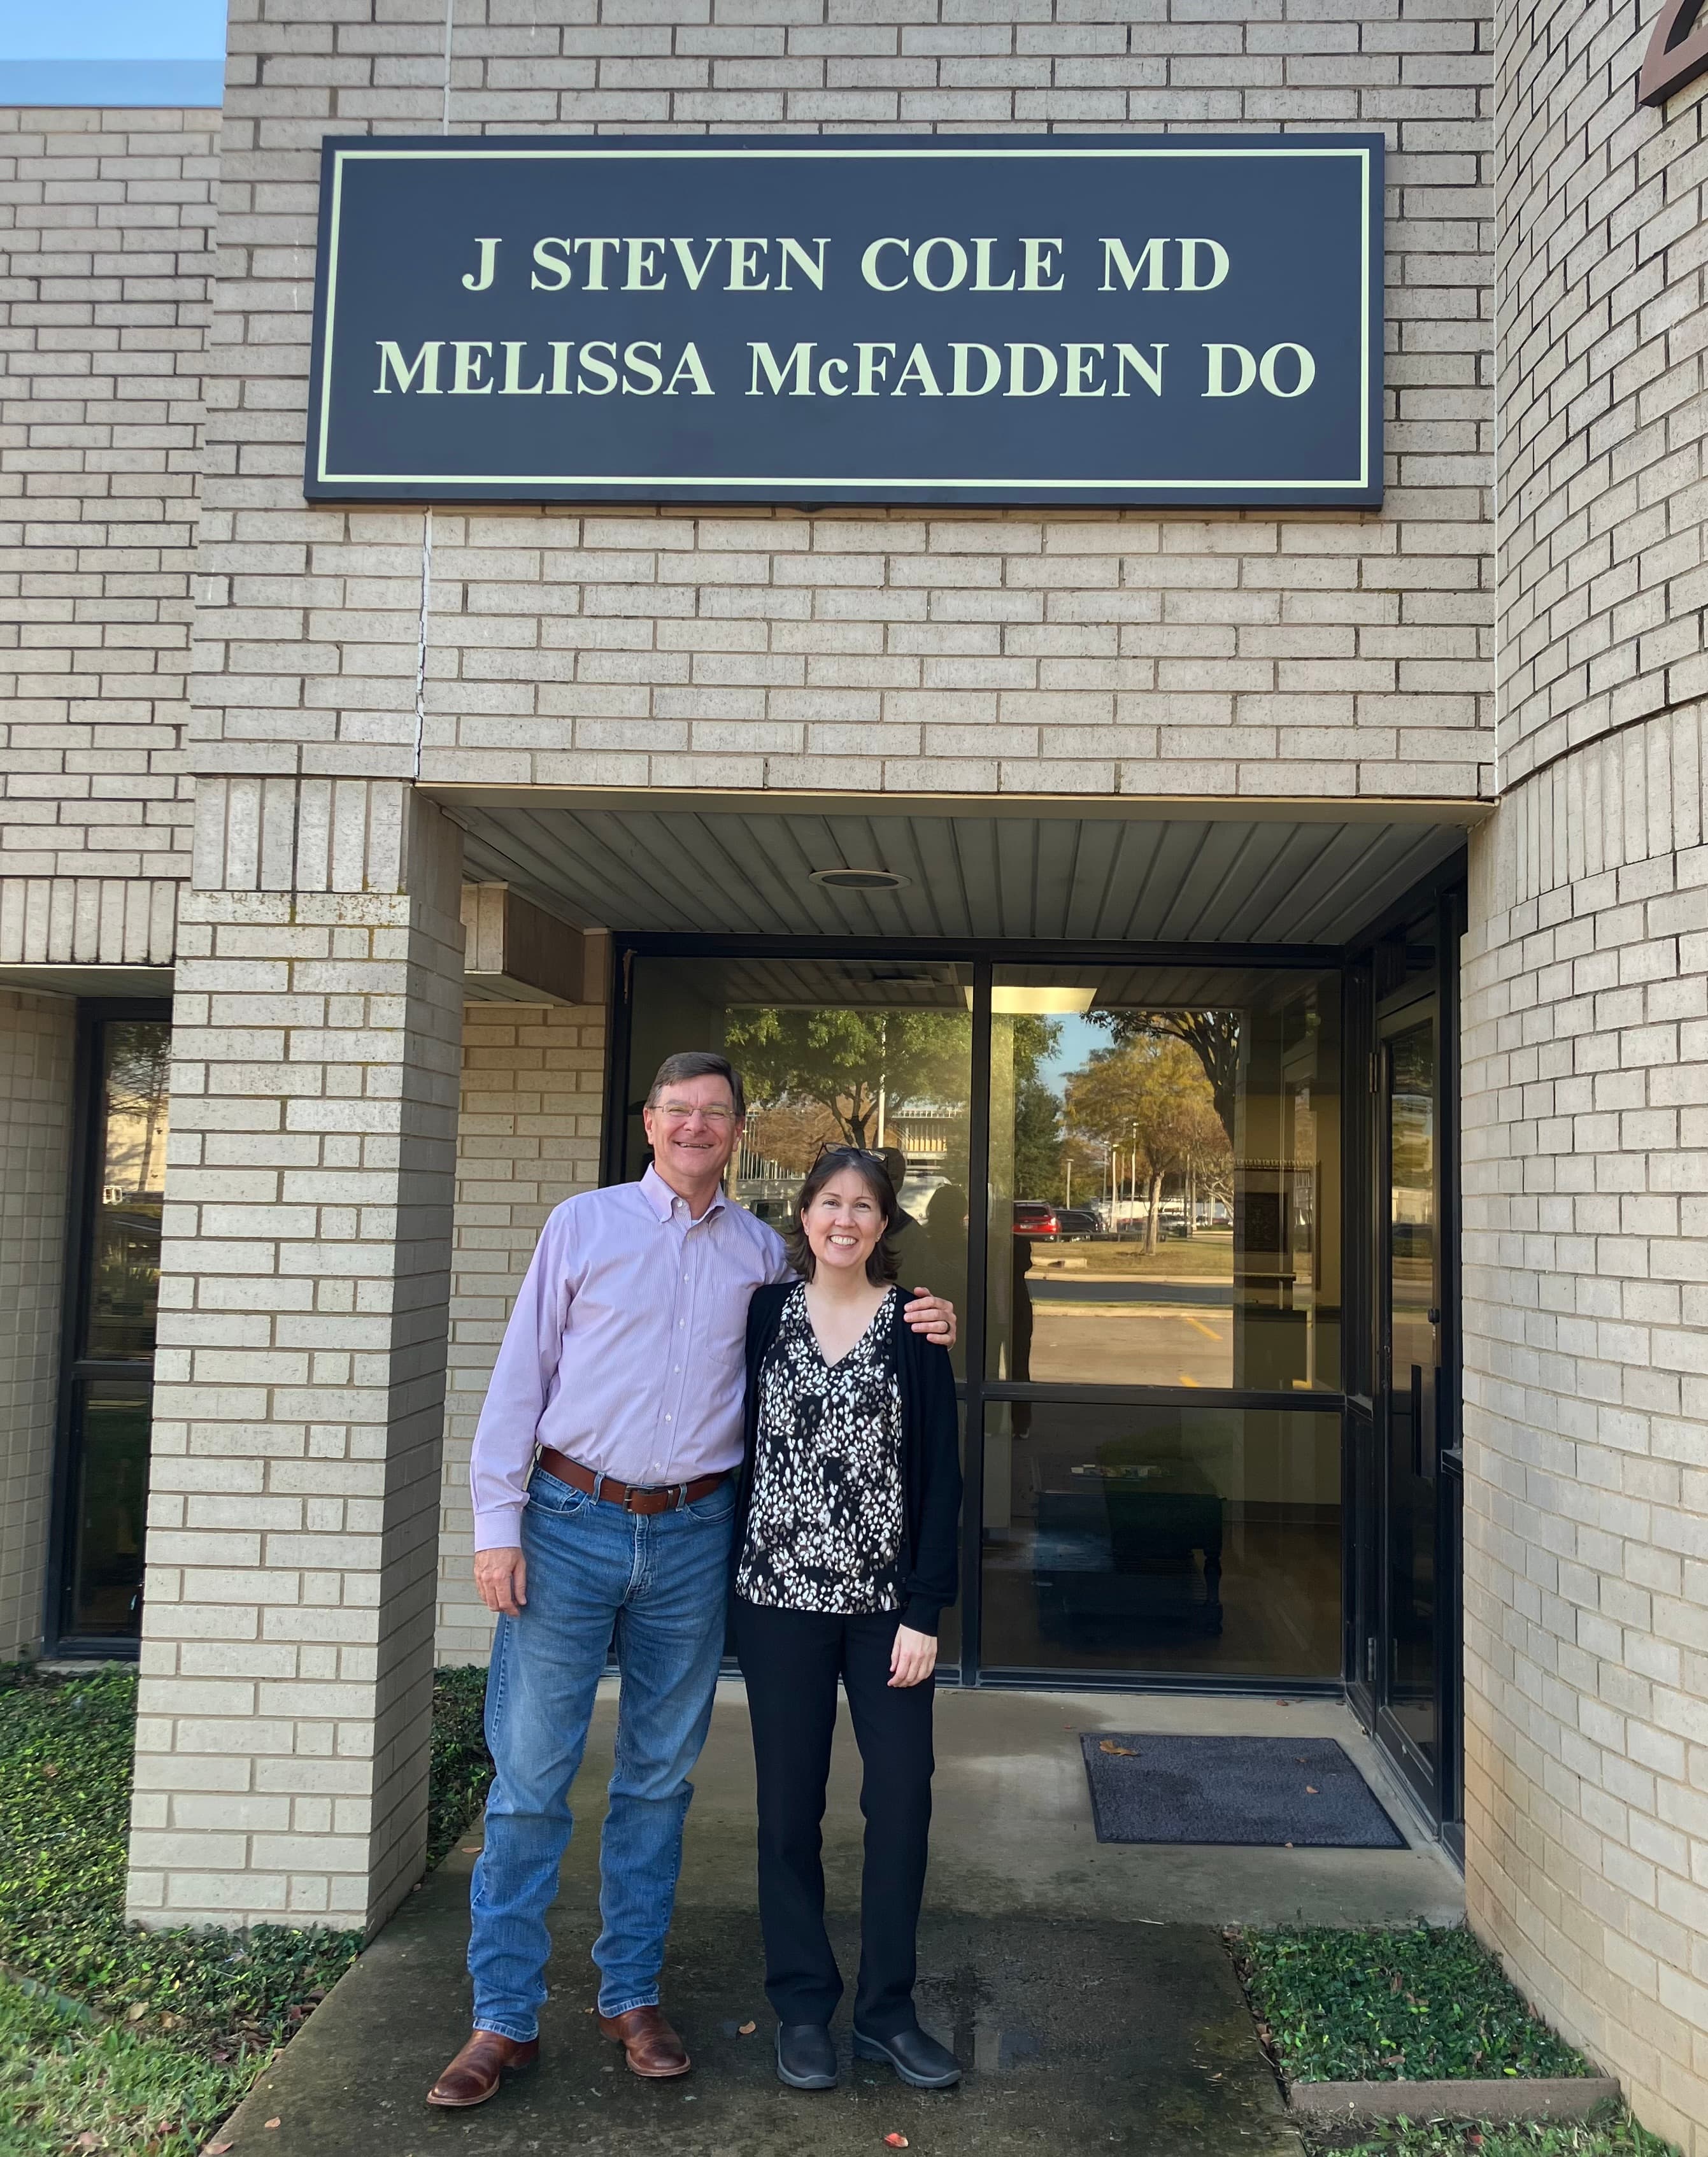 J STEVEN COLE MD
MELISSA McFADDEN DO